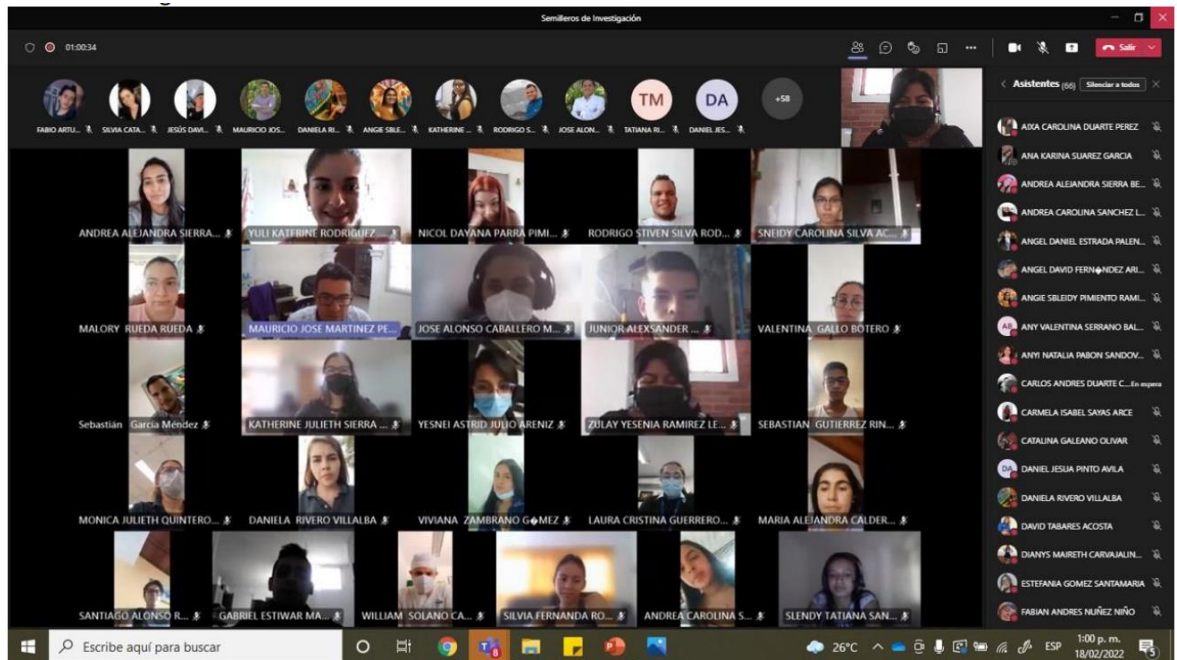 Semilleros de Investigación
01:00:34
Salir
FABIO ARTU...
SILVIA CATA...
JESÚS DAVI...
MAURICIO JOS...
DANIELA RI...
ANGIE SBLE...
KATHERINE ...
RODRIGO S...
JOSE ALON...
TM
TATIANA RI...
DA
DANIEL JES...
+58
ANDREA ALEJANDRA SIERRA...
YULI KATERINE RODRIGUEZ ...
NICOL DAYANA PARRA PIMI...
RODRIGO STIVEN SILVA ROD...
SNEIDY CAROLINA SILVA AC...
MALORY RUEDA RUEDA
MAURICIO JOSE MARTINEZ PE...
JOSE ALONSO CABALLERO M...
JUNIOR ALEXSANDER ...
VALENTINA GALLO BOTERO
Sebastián García Méndez
KATHERINE JULIETH SIERRA ...
YESNEI ASTRID JULIO ARENIZ
ZULAY YESENIA RAMIREZ LE...
SEBASTIAN GUTIERREZ RIN...
MONICA JULIETH QUINTERO...
DANIELA RIVERO VILLALBA
VIVIANA ZAMBRANO G�MEZ
LAURA CRISTINA GUERRERO...
MARIA ALEJANDRA CALDER...
SANTIAGO ALONSO R...
GABRIEL ESTIWAR MA...
WILLIAM SOLANO CA...
SILVIA FERNANDA RO...
ANDREA CAROLINA S...
SLENDY TATIANA SAN...
Asistentes (66) Silenciar a todos
AIXA CAROLINA DUARTE PEREZ
ANA KARINA SUAREZ GARCIA
ANDREA ALEJANDRA SIERRA BE...
ANDREA CAROLINA SANCHEZ L...
ANGEL DANIEL ESTRADA PALEN...
ANGEL DAVID FERN�NDEZ ARI...
ANGIE SBLEIDY PIMIENTO RAMI...
AB ANY VALENTINA SERRANO BAL...
ANYI NATALIA PABON SANDOV...
CARLOS ANDRES DUARTE C... En espera
CARMELA ISABEL SAYAS ARCE
CATALINA GALEANO OLIVAR
DA DANIEL JESUA PINTO AVILA
DANIELA RIVERO VILLALBA
DAVID TABARES ACOSTA
DIANYS MAIRETH CARVAJALIN...
ESTEFANIA GOMEZ SANTAMARIA
FABIAN ANDRES NUÑEZ NIÑO
Escribe aquí para buscar
8
26°C
ESP
1:00 p. m.
18/02/2022
5